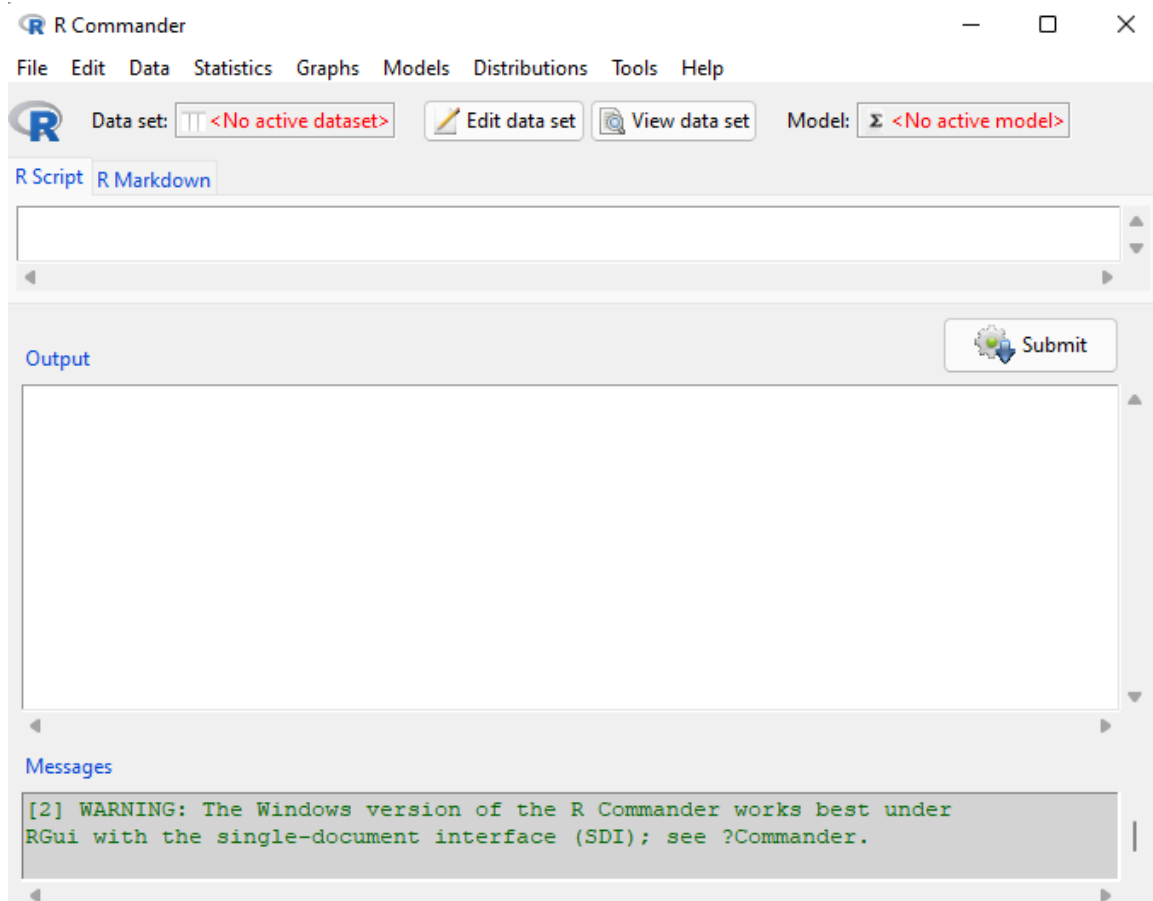 R R Commander
File Edit Data Statistics Graphs Models Distributions Tools Help
R Data set: <No active dataset> Edit data set View data set Model: Σ <No active model>
R Script R Markdown
Submit
Output
Messages
[2] WARNING: The Windows version of the R Commander works best under
RGui with the single-document interface (SDI); see ?Commander.